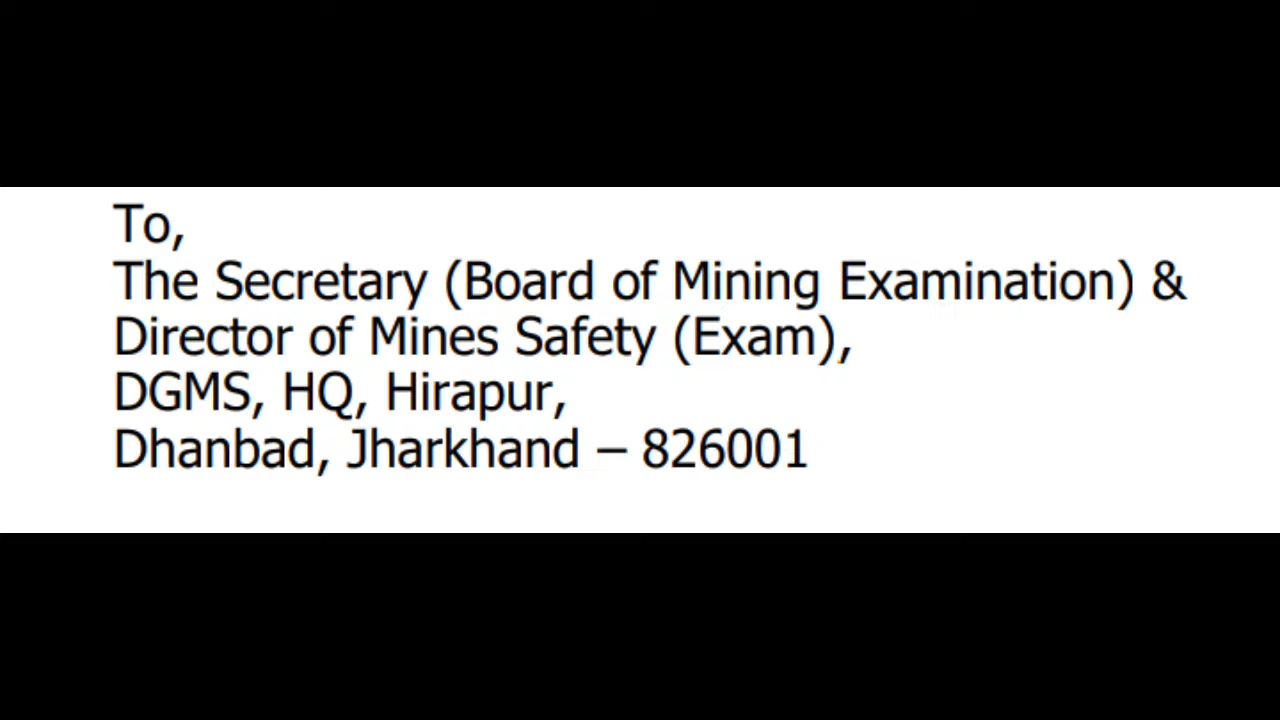 To,
The Secretary (Board of Mining Examination) &
Director of Mines Safety (Exam),
DGMS, HQ, Hirapur,
Dhanbad, Jharkhand – 826001